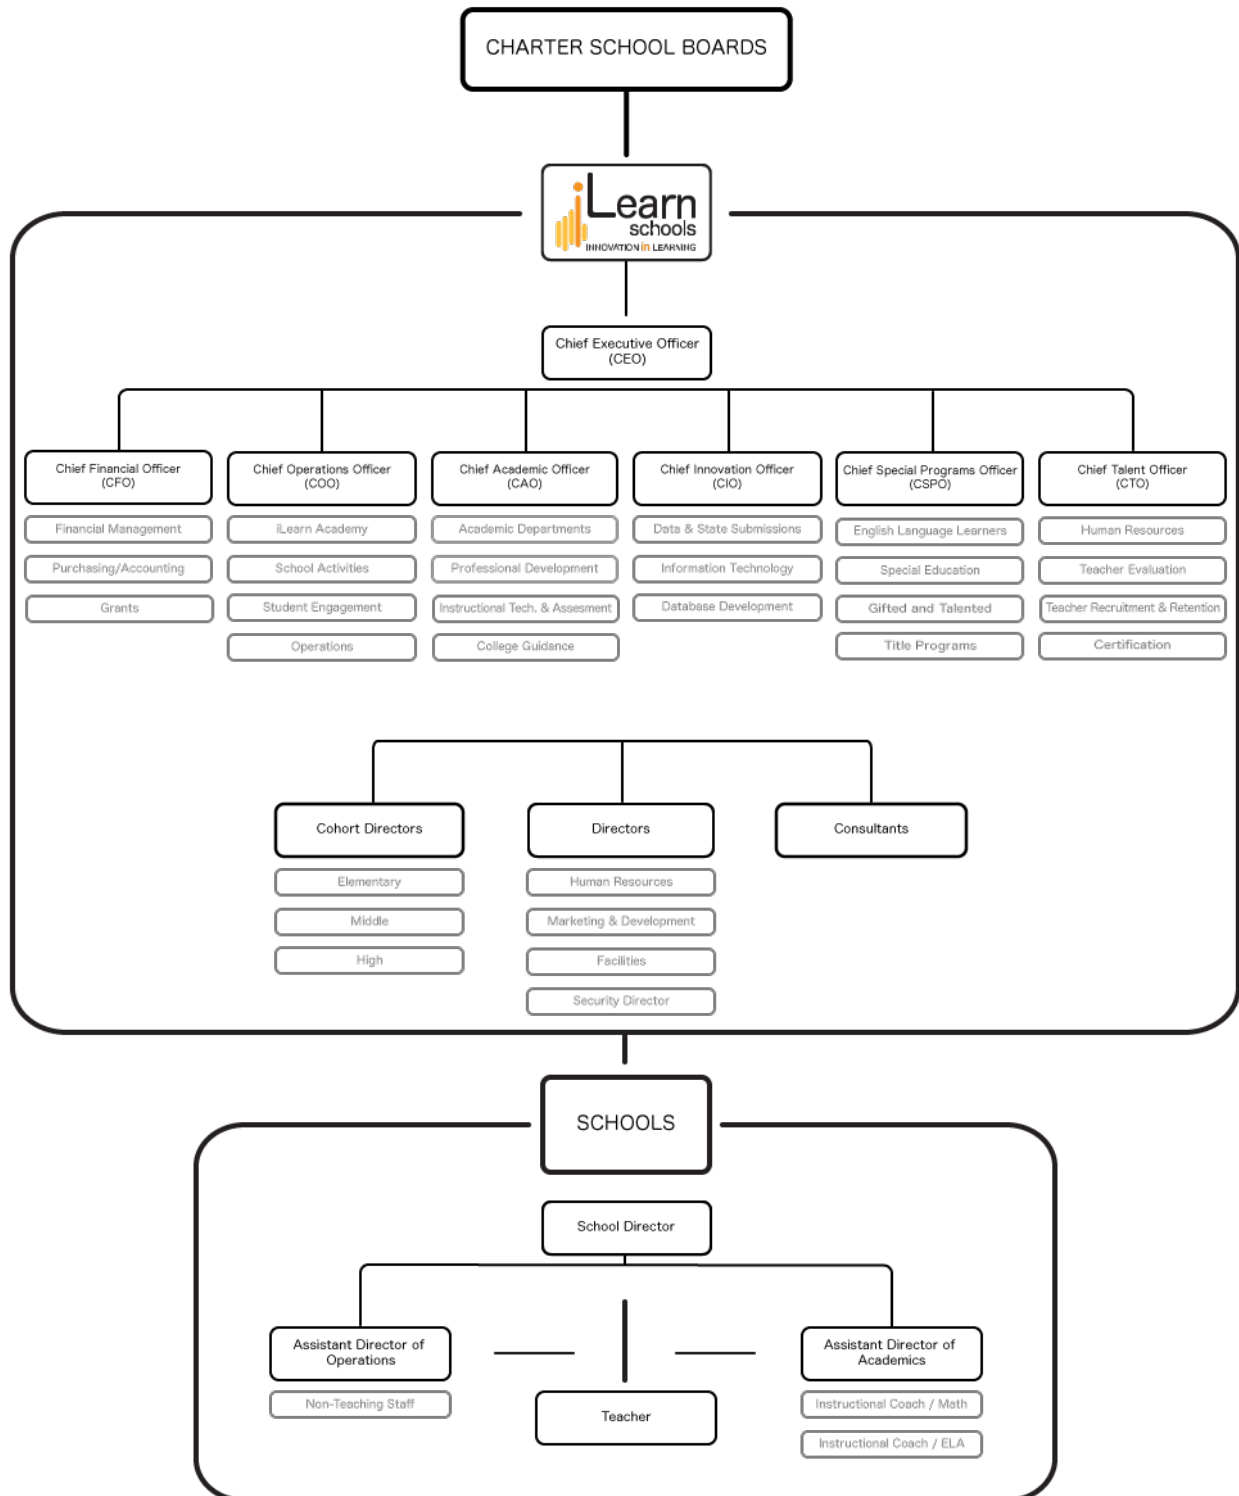 CHARTER SCHOOL BOARDS
iLearn
schools
INNOVATION in LEARNING
Chief Executive Officer
(CEO)
Chief Financial Officer
(CFO)
Financial Management
Purchasing/Accounting
Grants
Chief Operations Officer
(COO)
iLearn Academy
School Activities
Student Engagement
Operations
Chief Academic Officer
(CAO)
Academic Departments
Professional Development
Instructional Tech. & Assesment
College Guidance
Chief Innovation Officer
(CIO)
Data & State Submissions
Information Technology
Database Development
Chief Special Programs Officer
(CSPO)
English Language Learners
Special Education
Gifted and Talented
Title Programs
Chief Talent Officer
(CTO)
Human Resources
Teacher Evaluation
Teacher Recruitment & Retention
Certification
Cohort Directors
Elementary
Middle
High
Directors
Human Resources
Marketing & Development
Facilities
Security Director
Consultants
SCHOOLS
School Director
Assistant Director of
Operations
Non-Teaching Staff
Teacher
Assistant Director of
Academics
Instructional Coach / Math
Instructional Coach / ELA